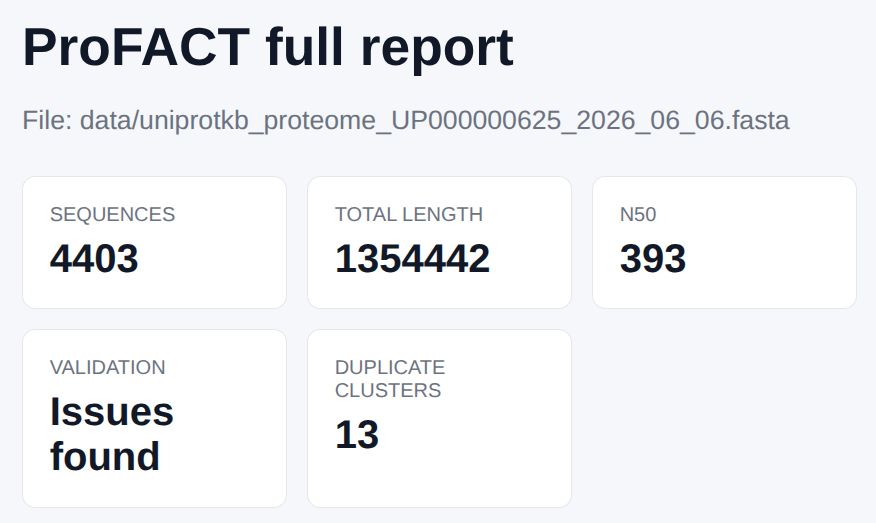 ProFACT full report
File: data/uniprotkb_proteome_UP000000625_2026_06_06.fasta
SEQUENCES
4403
TOTAL LENGTH
1354442
N50
393
VALIDATION
Issues
found
DUPLICATE
CLUSTERS
13